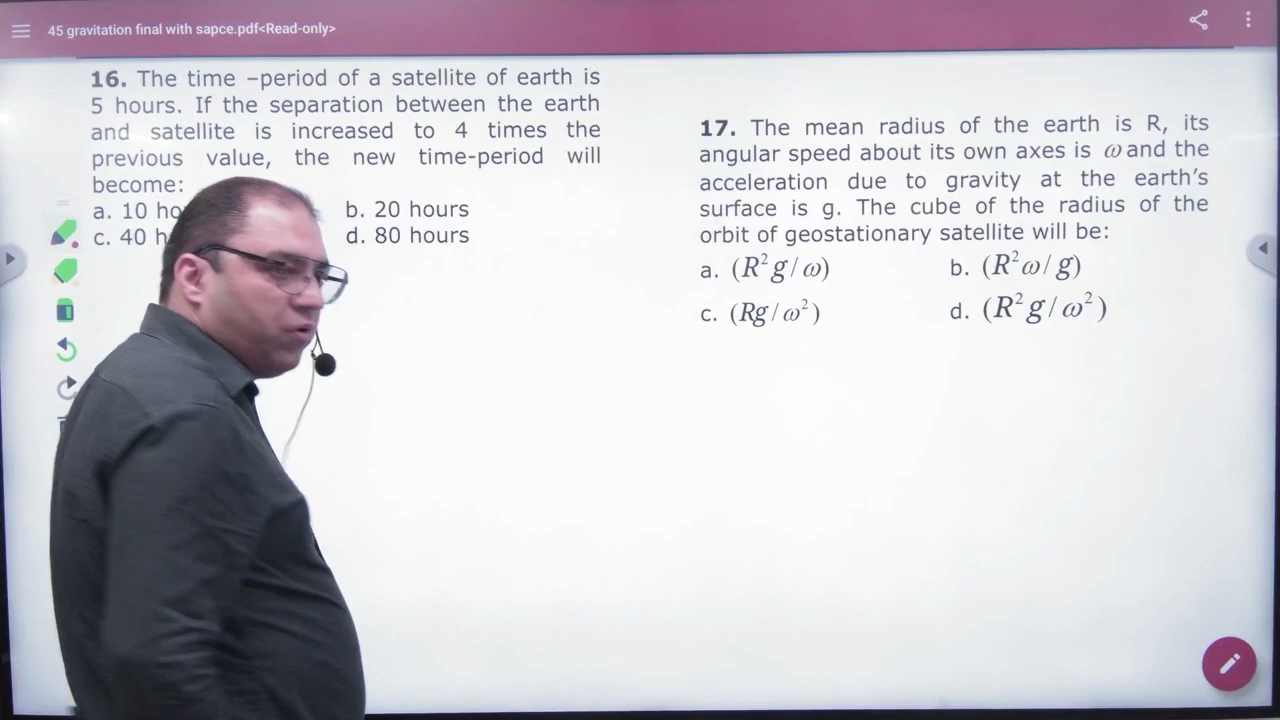 45 gravitation final with sapce.pdf<Read-only>
16. The time –period of a satellite of earth is
5 hours. If the separation between the earth
and satellite is increased to 4 times the
previous value, the new time-period will
become:
a. 10 ho
b. 20 hours
c. 40 h
d. 80 hours
17. The mean radius of the earth is R, its
angular speed about its own axes is ω and the
acceleration due to gravity at the earth's
surface is g. The cube of the radius of the
orbit of geostationary satellite will be:
a. (R²g/ω)
b. (R²ω/g)
c. (Rg/ω²)
d. (R²g/ω²)